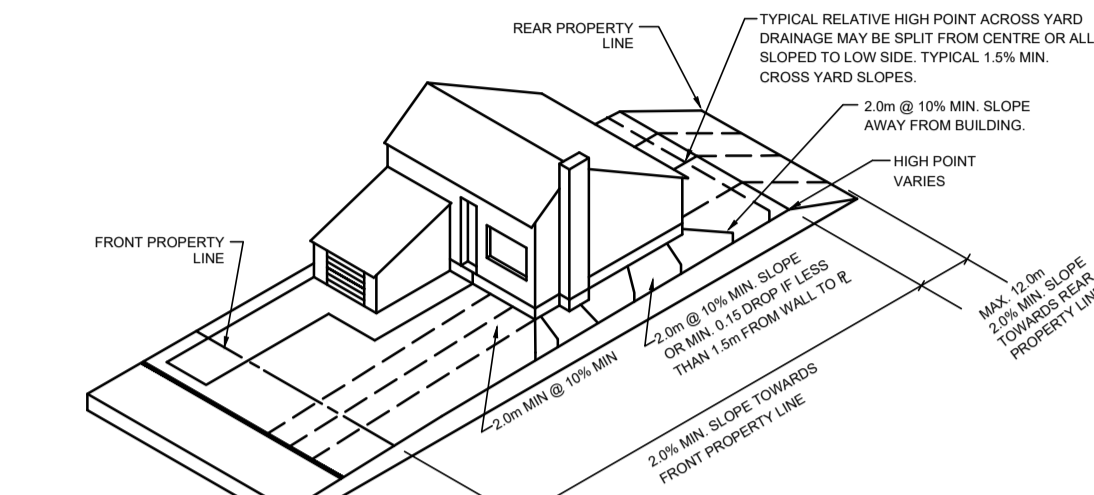 REAR PROPERTY
LINE
TYPICAL RELATIVE HIGH POINT ACROSS YARD
DRAINAGE MAY BE SPLIT FROM CENTRE OR ALL
SLOPED TO LOW SIDE. TYPICAL 1.5% MIN.
CROSS YARD SLOPES.
2.0m @ 10% MIN. SLOPE
AWAY FROM BUILDING.
HIGH POINT
VARIES
FRONT PROPERTY
LINE
2.0m @ 10% MIN. SLOPE
OR MIN. 0.15 DROP IF LESS
THAN 1.5m FROM WALL TO ⅊
MAX. 12.0m
2.0% MIN. SLOPE
TOWARDS REAR
PROPERTY LINE
2.0m MIN @ 10% MIN
2.0% MIN. SLOPE TOWARDS
FRONT PROPERTY LINE